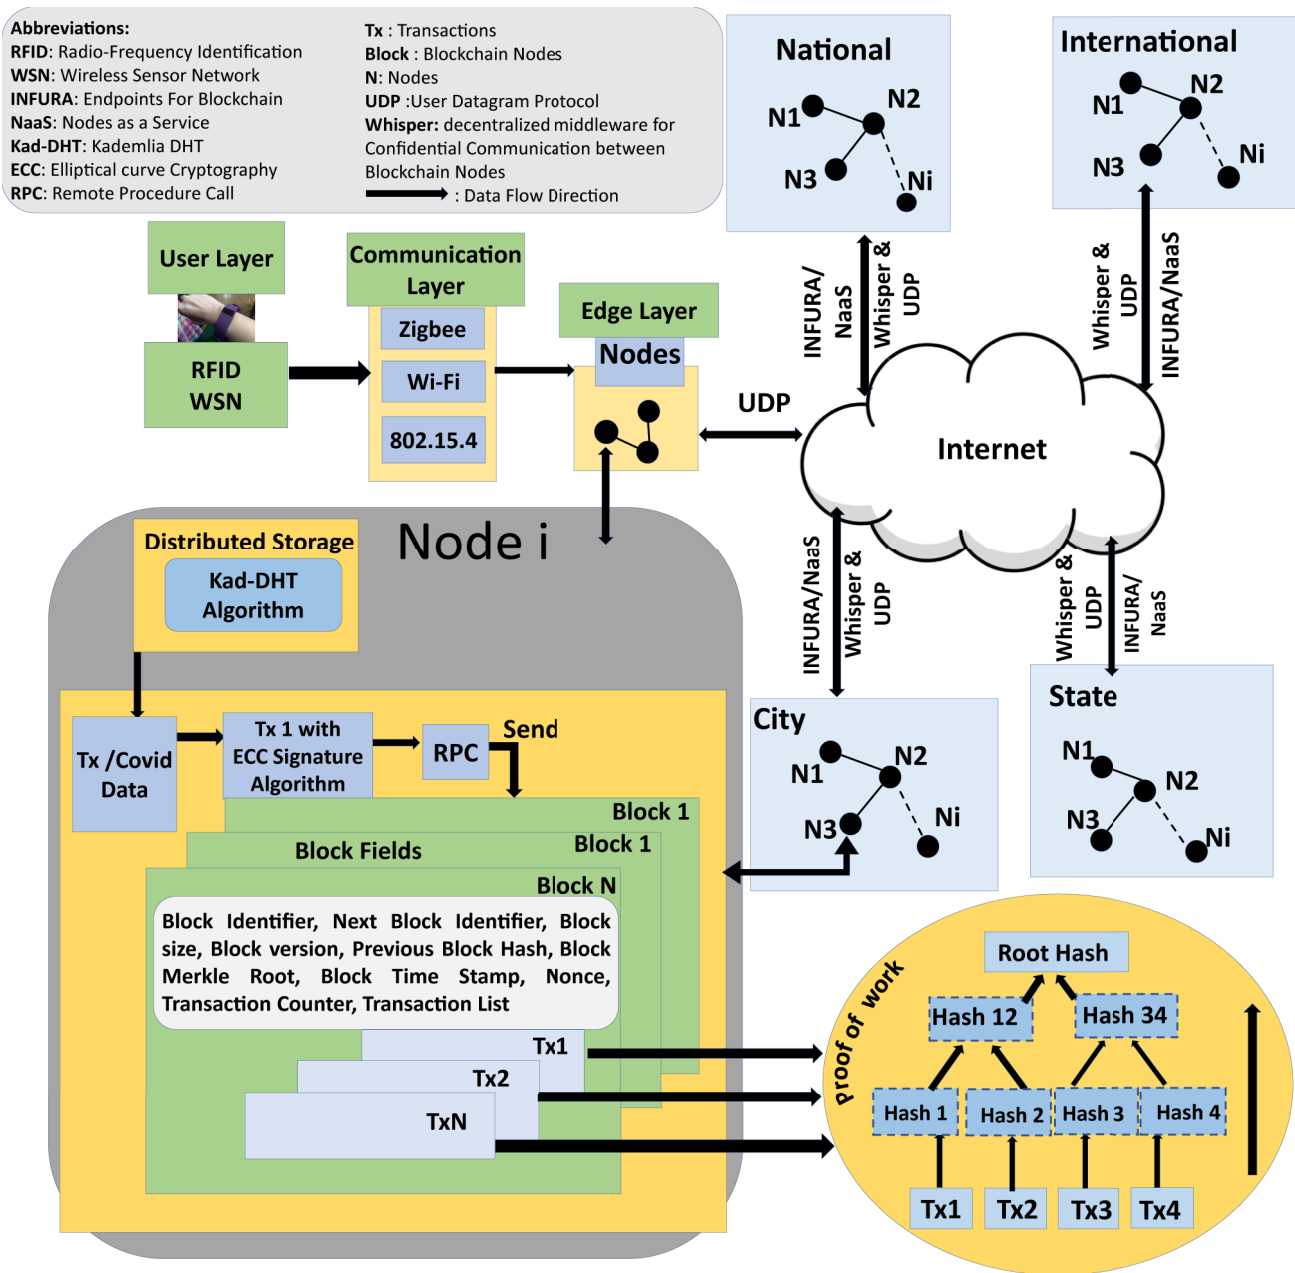 Abbreviations:
RFID: Radio-Frequency Identification
WSN: Wireless Sensor Network
INFURA: Endpoints For Blockchain
NaaS: Nodes as a Service
Kad-DHT: Kademlia DHT
ECC: Elliptical curve Cryptography
RPC: Remote Procedure Call
Tx : Transactions
Block : Blockchain Nodes
N: Nodes
UDP :User Datagram Protocol
Whisper: decentralized middleware for
Confidential Communication between
Blockchain Nodes
: Data Flow Direction
National
N1
N2
N3
Ni
International
N1
N2
N3
Ni
User Layer
RFID
WSN
Communication
Layer
Zigbee
Wi-Fi
802.15.4
Edge Layer
Nodes
UDP
Internet
INFURA/
NaaS
Whisper &
UDP
Whisper &
UDP
INFURA/NaaS
INFURA/NaaS
Whisper &
UDP
Whisper &
UDP
INFURA/
NaaS
Node i
Distributed Storage
Kad-DHT
Algorithm
Tx /Covid
Data
Tx 1 with
ECC Signature
Algorithm
RPC
Send
Block 1
Block 1
Block Fields
Block N
Block Identifier, Next Block Identifier, Block
size, Block version, Previous Block Hash, Block
Merkle Root, Block Time Stamp, Nonce,
Transaction Counter, Transaction List
Tx1
Tx2
TxN
City
N1
N2
N3
Ni
State
N1
N2
N3
Ni
Proof of work
Root Hash
Hash 12
Hash 34
Hash 1
Hash 2
Hash 3
Hash 4
Tx1
Tx2
Tx3
Tx4